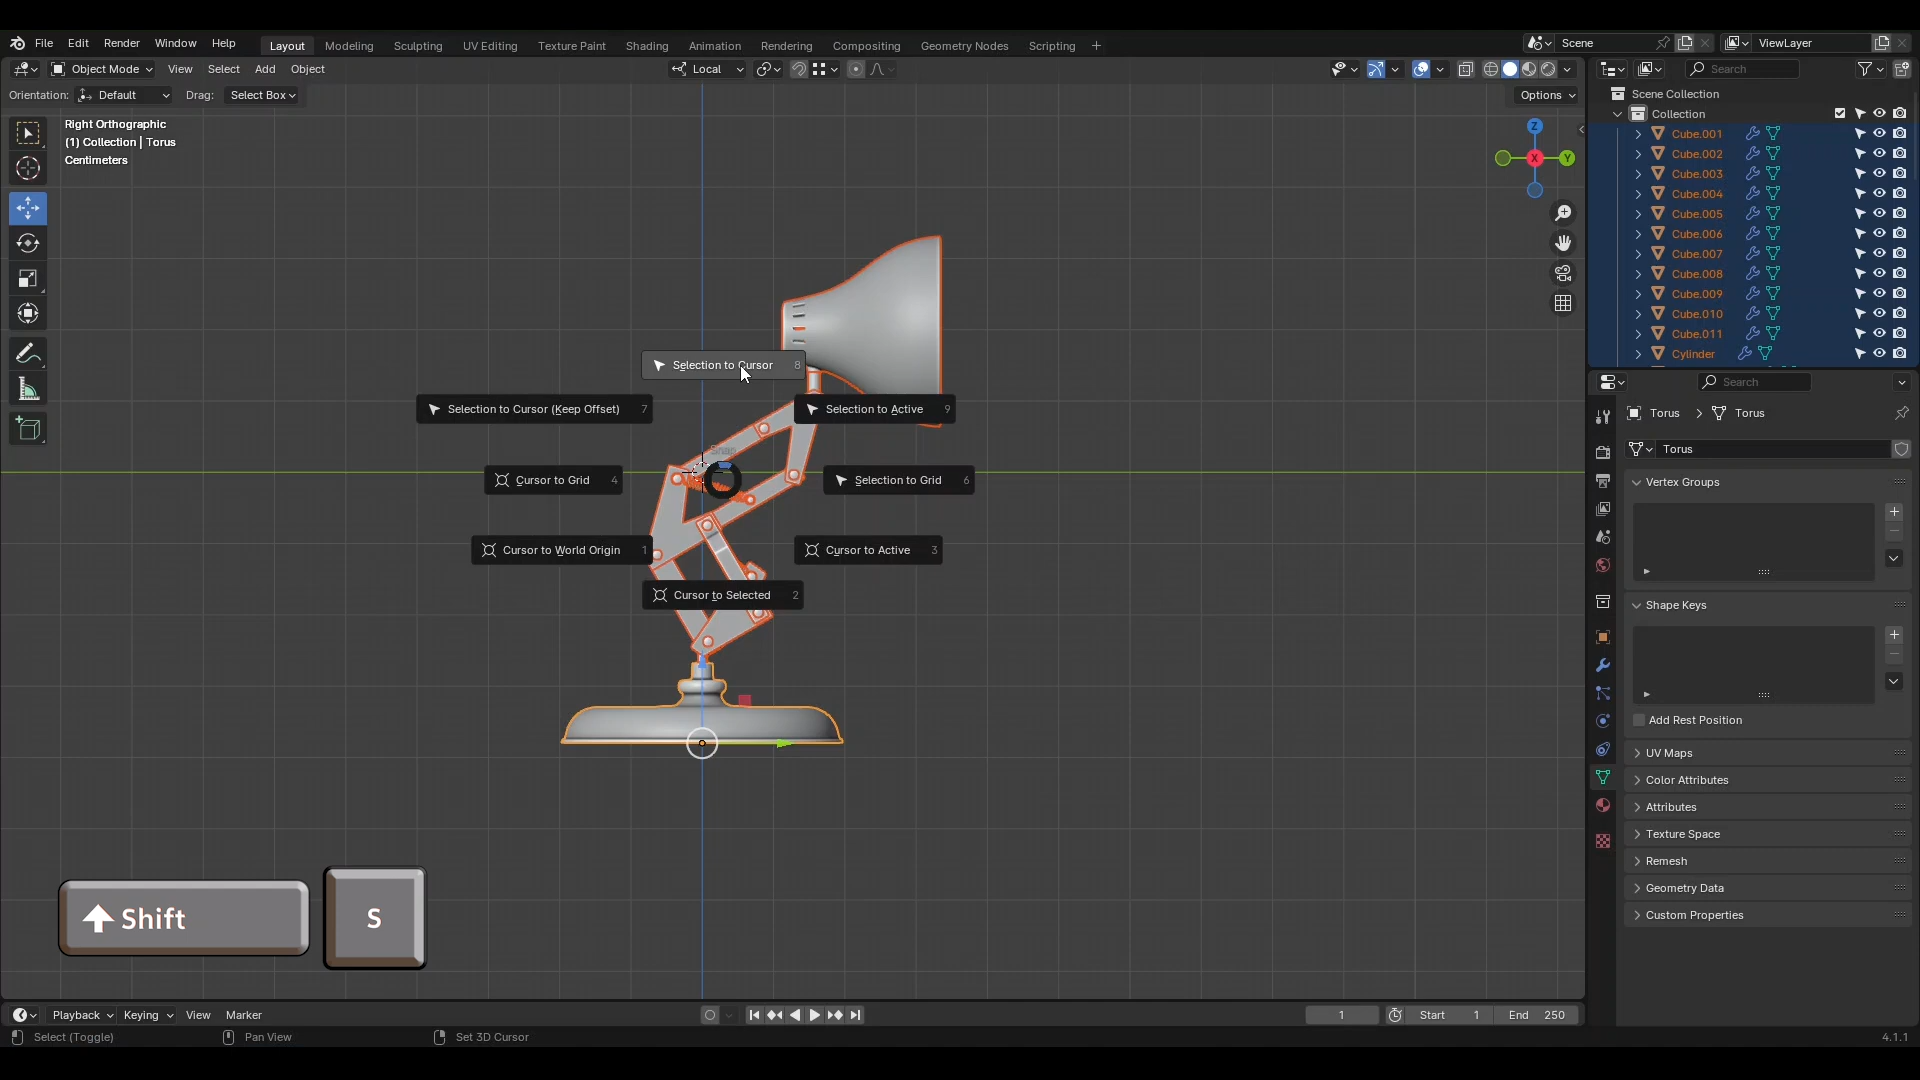 File Edit Render Window Help Layout Modeling Sculpting UV Editing Texture Paint Shading Animation Rendering Compositing Geometry Nodes Scripting + Scene ViewLayer
Object Mode View Select Add Object Local Search
Orientation: Default Drag: Select Box Options
Right Orthographic
(1) Collection | Torus
Centimeters
Z
X
Y
Scene Collection
Collection
Cube.001
Cube.002
Cube.003
Cube.004
Cube.005
Cube.006
Cube.007
Cube.008
Cube.009
Cube.010
Cube.011
Cylinder
Selection to Cursor 8
Selection to Cursor (Keep Offset) 7
Selection to Active 9
Snap
Cursor to Grid 4
Selection to Grid 6
Cursor to World Origin 1
Cursor to Active 3
Cursor to Selected 2
Search
Torus > Torus
Torus
Vertex Groups
Shape Keys
Add Rest Position
UV Maps
Color Attributes
Attributes
Texture Space
Remesh
Geometry Data
Custom Properties
Shift S
Playback Keying View Marker 1 Start 1 End 250
Select (Toggle) Pan View Set 3D Cursor 4.1.1